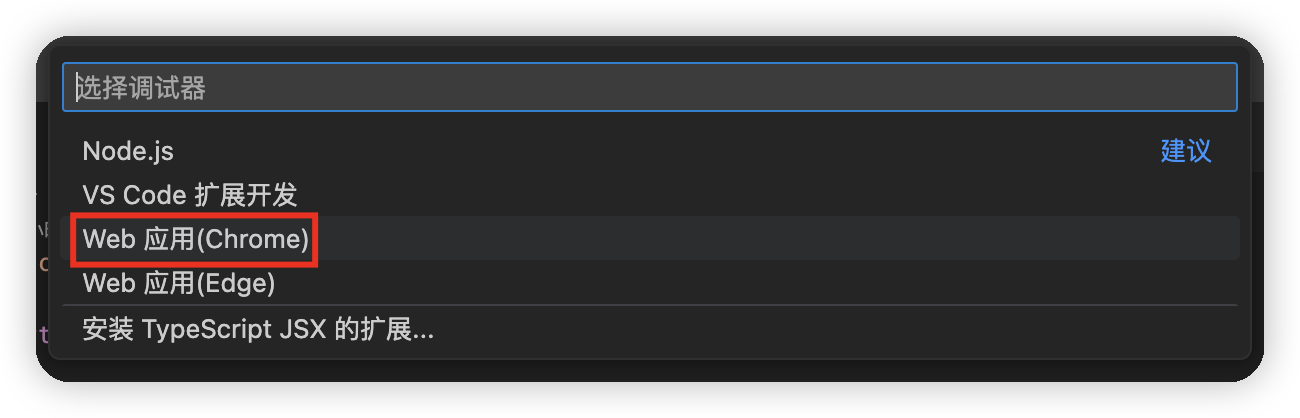 选择调试器
Node.js 建议
VS Code 扩展开发
Web 应用(Chrome)
Web 应用(Edge)
安装 TypeScript JSX 的扩展...